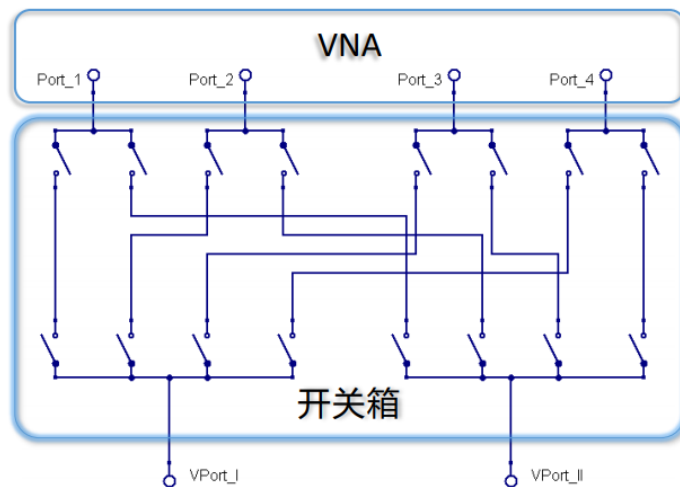 VNA
Port_1 Port_2 Port_3 Port_4
开关箱
VPort_I VPort_II